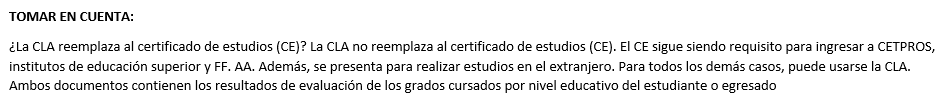 TOMAR EN CUENTA:
¿La CLA reemplaza al certificado de estudios (CE)? La CLA no reemplaza al certificado de estudios (CE). El CE sigue siendo requisito para ingresar a CETPROS,
institutos de educación superior y FF. AA. Además, se presenta para realizar estudios en el extranjero. Para todos los demás casos, puede usarse la CLA.
Ambos documentos contienen los resultados de evaluación de los grados cursados por nivel educativo del estudiante o egresado